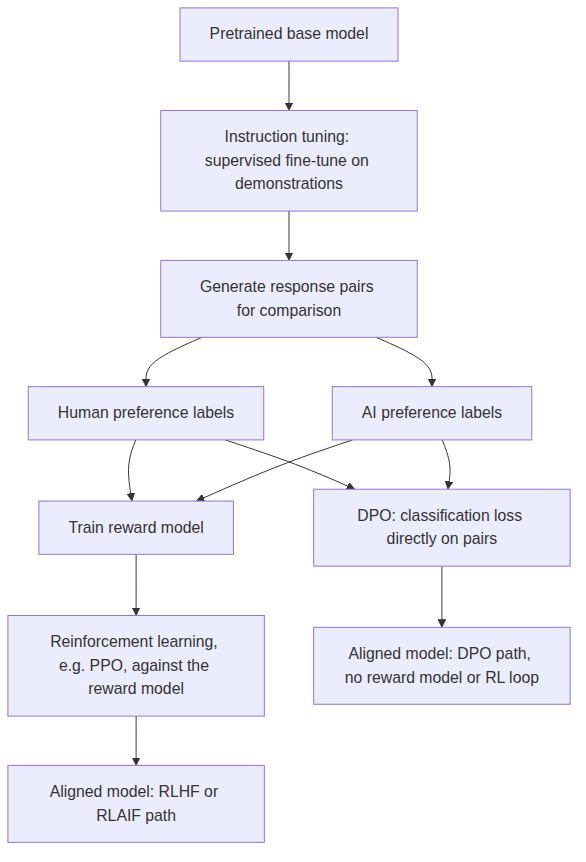 Pretrained base model
Instruction tuning:
supervised fine-tune on
demonstrations
Generate response pairs
for comparison
Human preference labels
AI preference labels
Train reward model
DPO: classification loss
directly on pairs
Reinforcement learning,
e.g. PPO, against the
reward model
Aligned model: DPO path,
no reward model or RL loop
Aligned model: RLHF or
RLAIF path